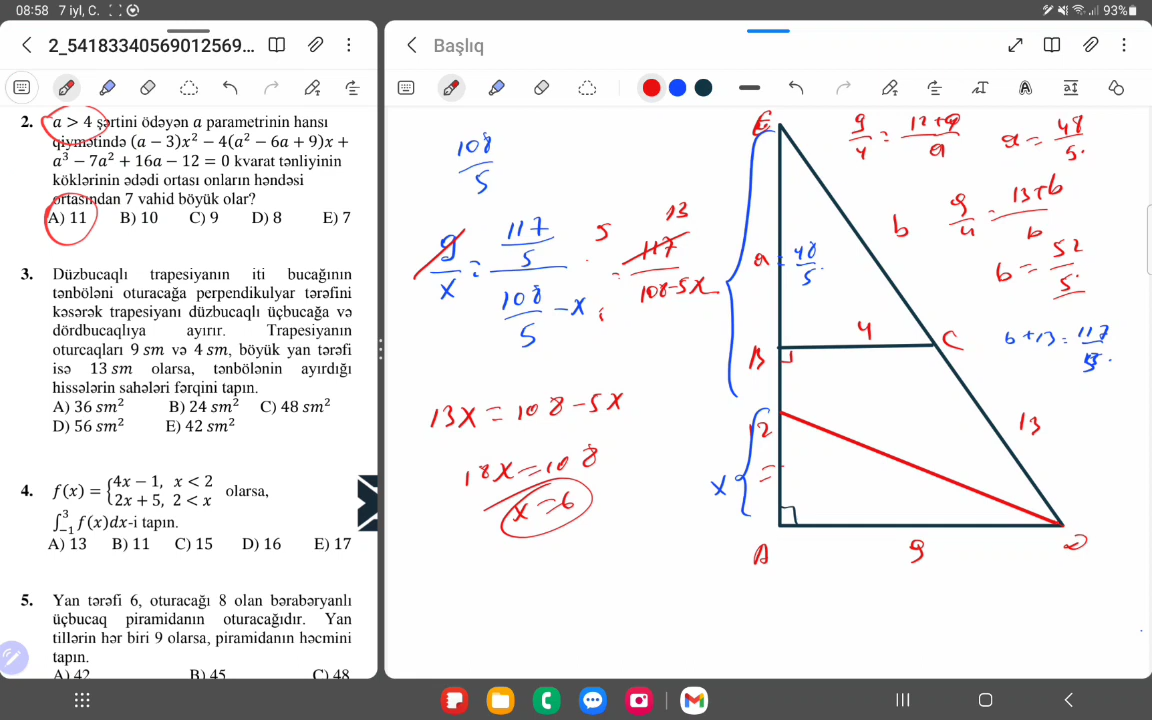 08:58 7 iyl, C. 93%
2_54183340569012569...
Başlıq
2. a > 4 şərtini ödəyən a parametrinin hansı
qiymətində (a − 3)x² − 4(a² − 6a + 9)x +
a³ − 7a² + 16a − 12 = 0 kvarat tənliyinin
köklərinin ədədi ortası onların həndəsi
ortasından 7 vahid böyük olar?
A) 11 B) 10 C) 9 D) 8 E) 7
3. Düzbucaqlı trapesiyanın iti bucağının
tənböləni oturacağa perpendikulyar tərəfini
kəsərək trapesiyanı düzbucaqlı üçbucağa və
dördbucaqlıya ayırır. Trapesiyanın
oturcaqları 9 sm və 4 sm, böyük yan tərəfi
isə 13 sm olarsa, tənbölənin ayırdığı
hissələrin sahələri fərqini tapın.
A) 36 sm² B) 24 sm² C) 48 sm²
D) 56 sm² E) 42 sm²
4. f(x) = {4x − 1, x < 2
2x + 5, 2 < x olarsa,
∫₋₁³ f(x)dx-i tapın.
A) 13 B) 11 C) 15 D) 16 E) 17
5. Yan tərəfi 6, oturacağı 8 olan bərabəryanlı
üçbucaq piramidanın oturacağıdır. Yan
tillərin hər biri 9 olarsa, piramidanın həcmini
tapın.
A) 42 B) 45 C) 48
108/5
9/x = (117/5)/(108/5 − x) = 117/(108−5x)
5
13
13x = 108−5x
18x=108
x=6
E
9/4 = (12+a)/a
a = 48/5
b
9/4 = (13+b)/b
b = 52/5
b+13 = 117/5
a = 48/5
4
B
C
12
=
13
x
A
9
D